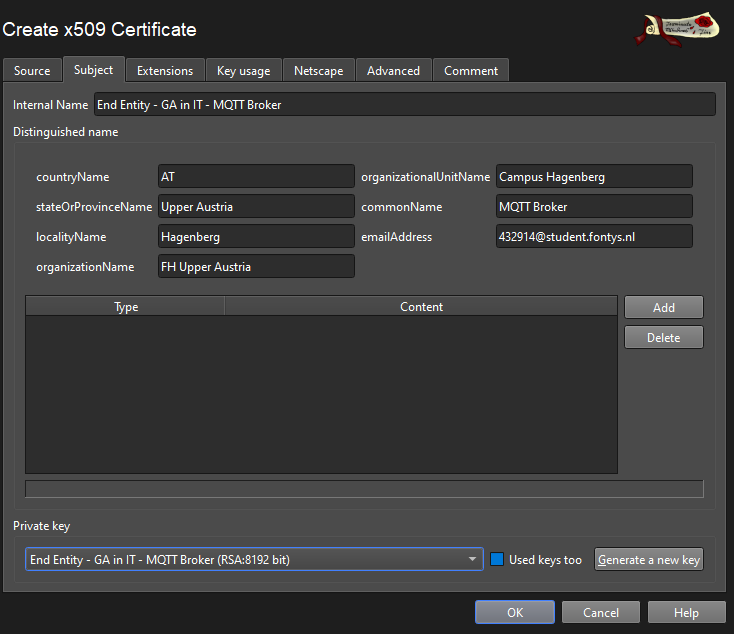 Create x509 Certificate
Source Subject Extensions Key usage Netscape Advanced Comment
Internal Name End Entity - GA in IT - MQTT Broker
Distinguished name
countryName AT organizationalUnitName Campus Hagenberg
stateOrProvinceName Upper Austria commonName MQTT Broker
localityName Hagenberg emailAddress 432914@student.fontys.nl
organizationName FH Upper Austria
Type Content Add
Delete
Private key
End Entity - GA in IT - MQTT Broker (RSA:8192 bit) Used keys too Generate a new key
OK Cancel Help